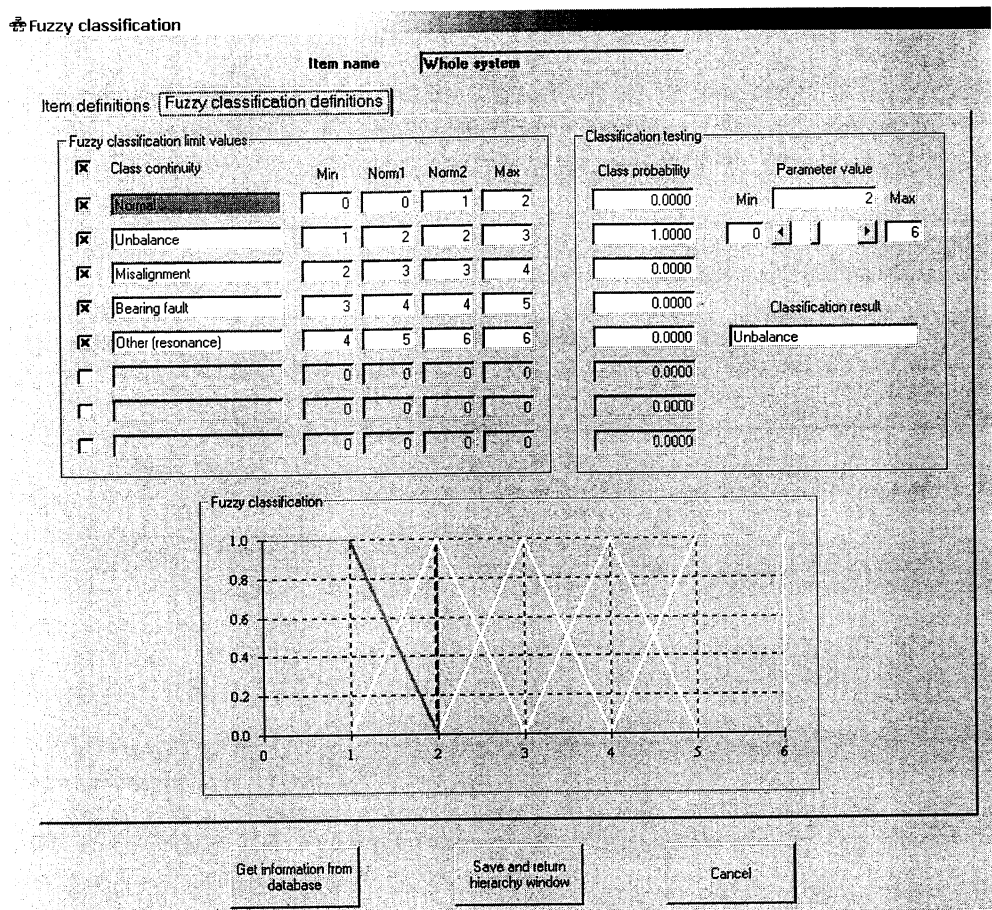 Fuzzy classification
Item name Whole system
Item definitions Fuzzy classification definitions
Fuzzy classification limit values
Class continuity Min Norm1 Norm2 Max
Normal 0 0 1 2
Unbalance 1 2 2 3
Misalignment 2 3 3 4
Bearing fault 3 4 4 5
Other (resonance) 4 5 6 6
0 0 0 0
0 0 0 0
0 0 0 0
Classification testing
Class probability
0.0000
1.0000
0.0000
0.0000
0.0000
0.0000
0.0000
0.0000
Parameter value
Min 2 Max
0 6
Classification result
Unbalance
Fuzzy classification
1.0
0.8
0.6
0.4
0.2
0.0
0 1 2 3 4 5 6
Get information from
database
Save and return
hierarchy window
Cancel